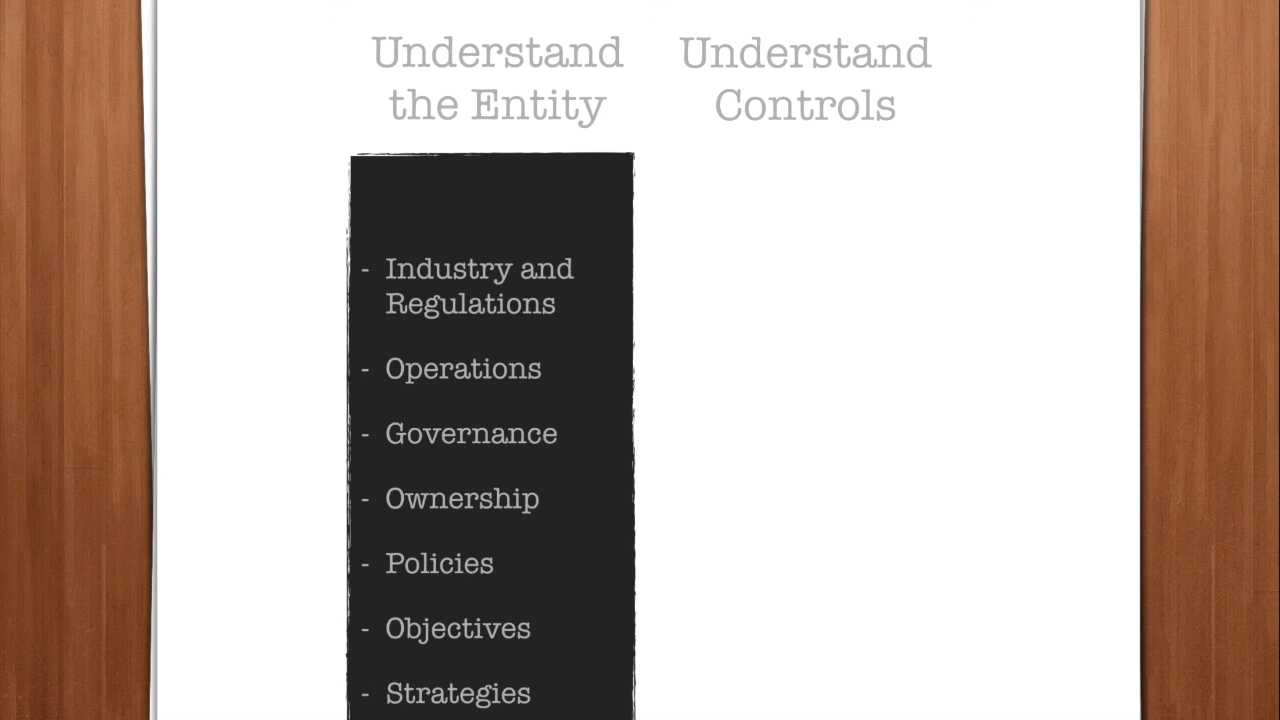 Understand
the Entity
Understand
Controls
- Industry and
Regulations
- Operations
- Governance
- Ownership
- Policies
- Objectives
- Strategies